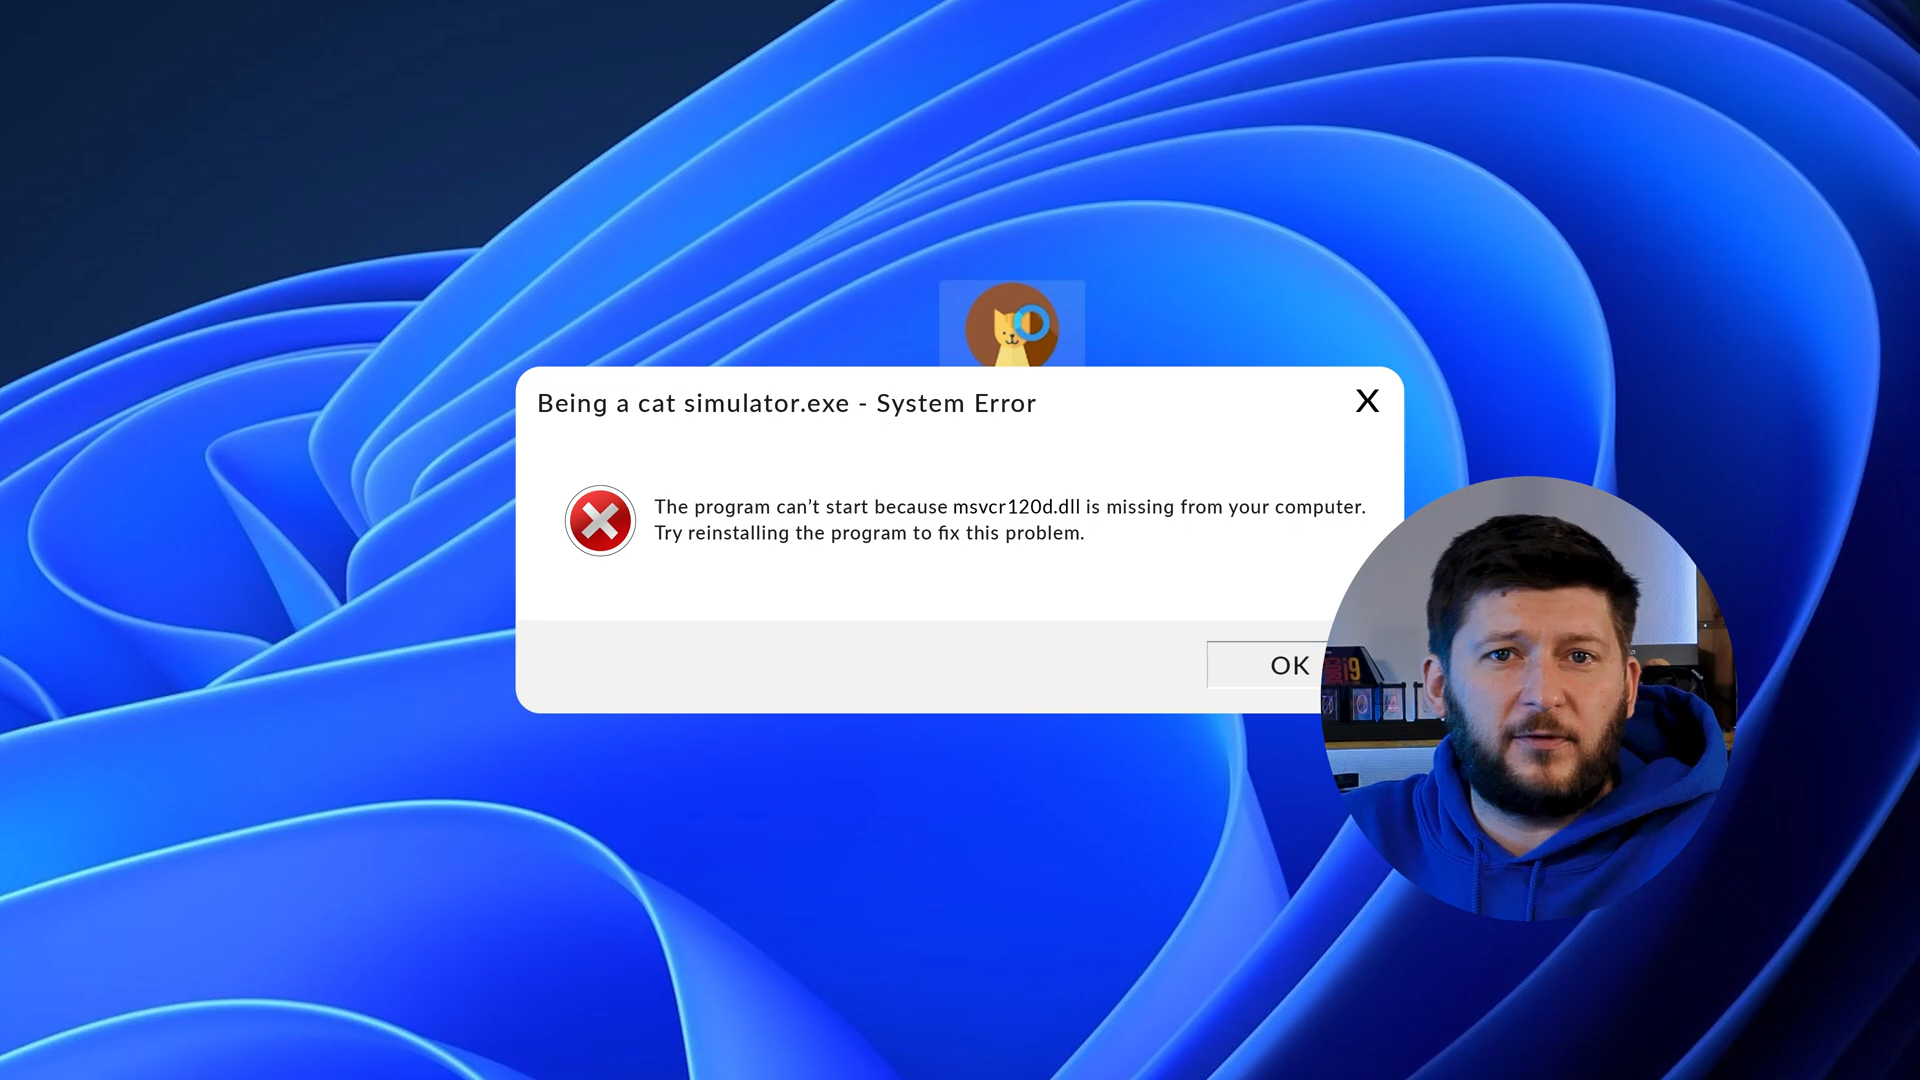 Being a cat simulator.exe - System Error
X
The program can’t start because msvcr120d.dll is missing from your computer.
Try reinstalling the program to fix this problem.
OK
i9